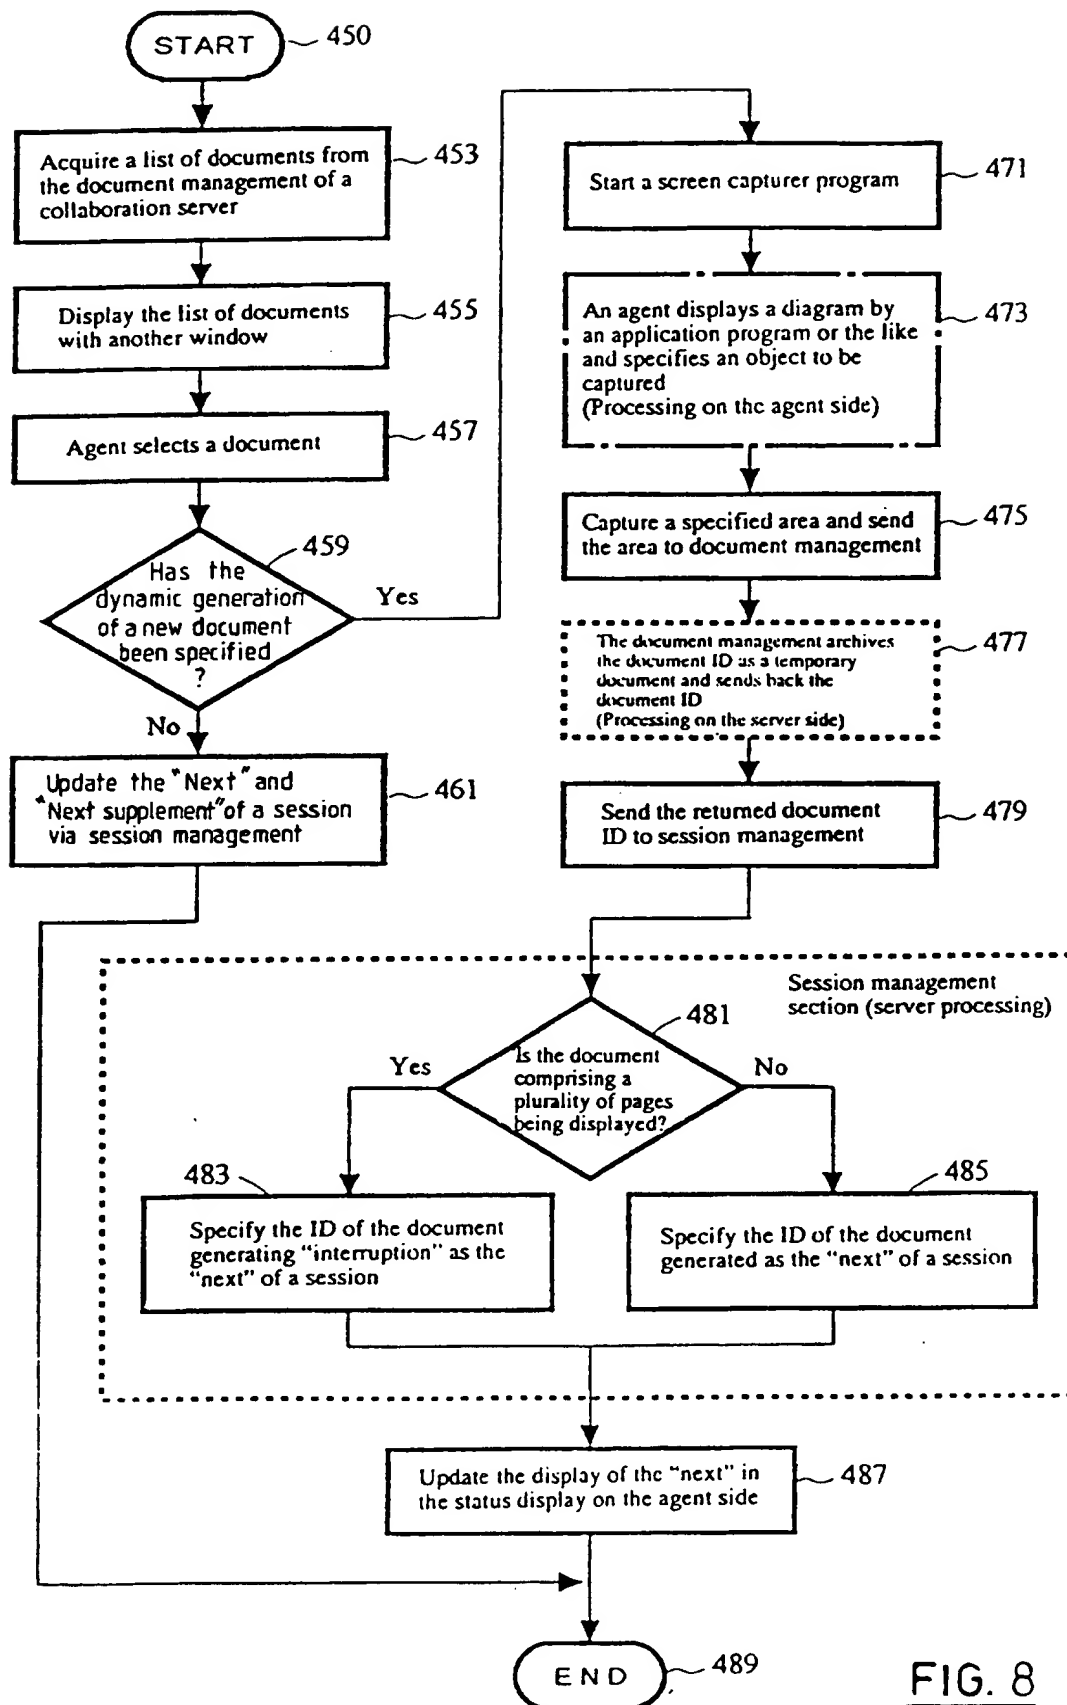 START
450
Acquire a list of documents from
the document management of a
collaboration server
453
Display the list of documents
with another window
455
Agent selects a document
457
459
Has the
dynamic generation
of a new document
been specified
?
Yes
No
Update the "Next" and
"Next supplement" of a session
via session management
461
Start a screen capturer program
471
An agent displays a diagram by
an application program or the like
and specifies an object to be
captured
(Processing on the agent side)
473
Capture a specified area and send
the area to document management
475
The document management archives
the document ID as a temporary
document and sends back the
document ID
(Processing on the server side)
477
Send the returned document
ID to session management
479
Session management
section (server processing)
481
Is the document
comprising a
plurality of pages
being displayed?
Yes
No
483
Specify the ID of the document
generating "interruption" as the
"next" of a session
485
Specify the ID of the document
generated as the "next" of a session
Update the display of the "next" in
the status display on the agent side
487
END
489
FIG. 8